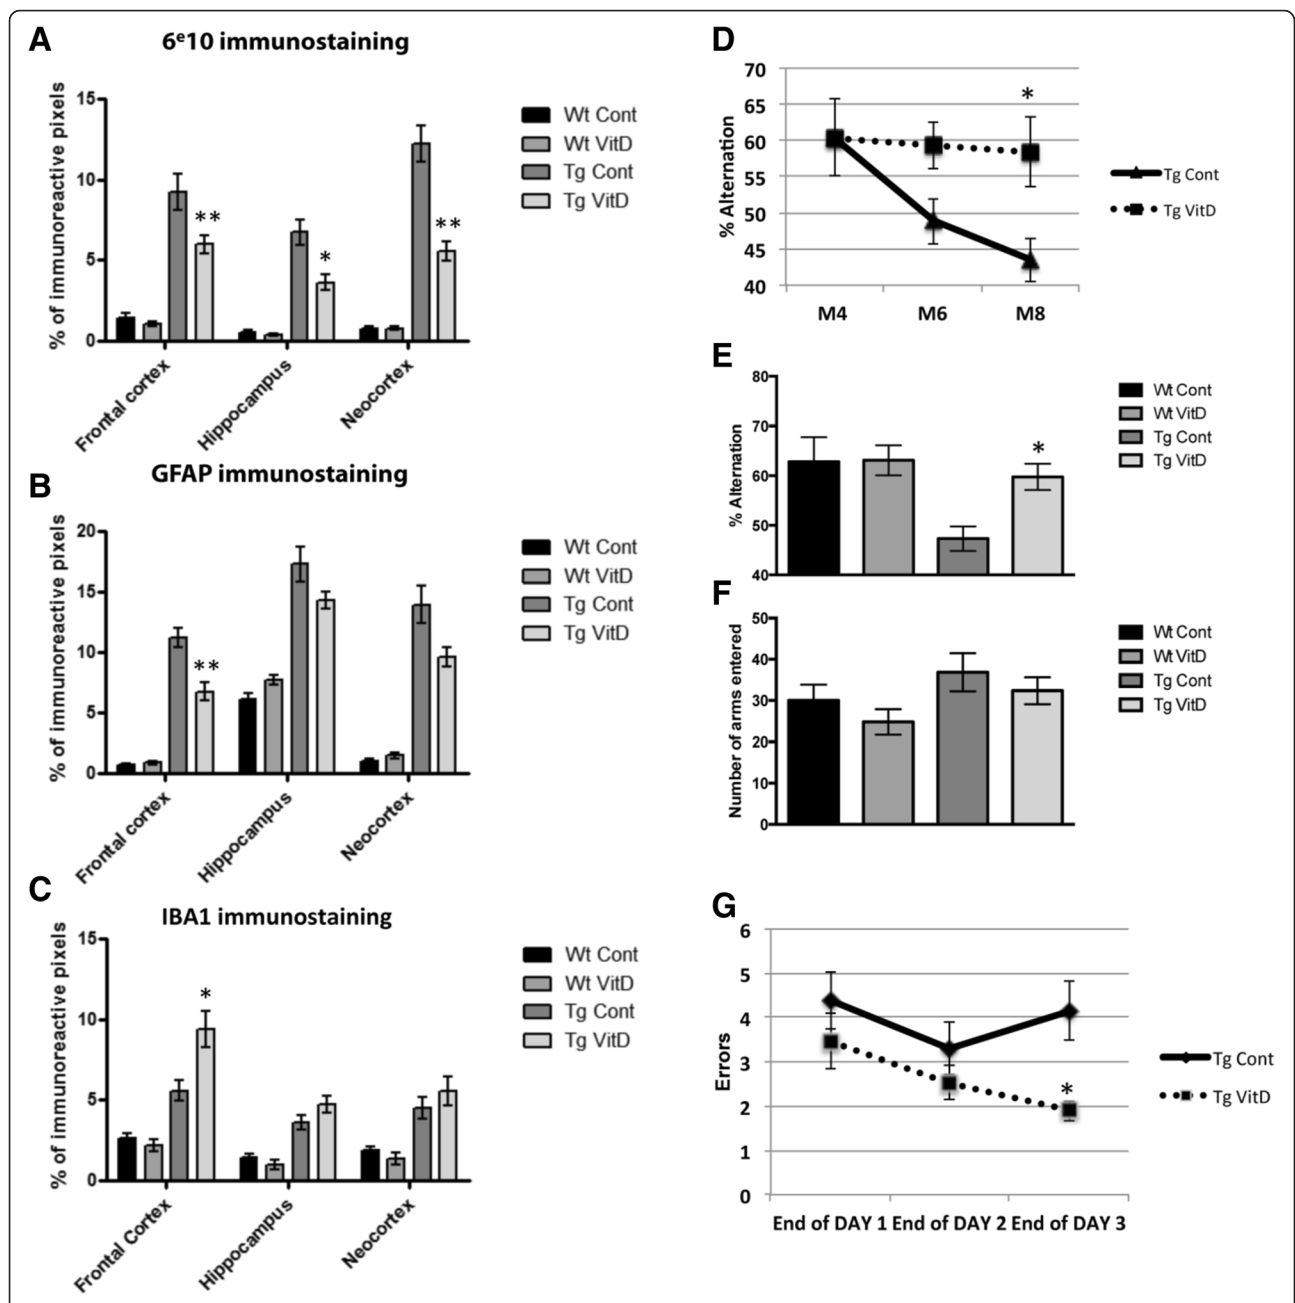 A
6e10 immunostaining
% of immunoreactive pixels
15
10
5
0
**
*
**
Frontal cortex
Hippocampus
Neocortex
Wt Cont
Wt VitD
Tg Cont
Tg VitD
B
GFAP immunostaining
% of immunoreactive pixels
20
15
10
5
0
**
Frontal cortex
Hippocampus
Neocortex
Wt Cont
Wt VitD
Tg Cont
Tg VitD
C
IBA1 immunostaining
% of immunoreactive pixels
15
10
5
0
*
Frontal Cortex
Hippocampus
Neocortex
Wt Cont
Wt VitD
Tg Cont
Tg VitD
D
% Alternation
70
65
60
55
50
45
40
*
M4 M6 M8
Tg Cont
Tg VitD
E
% Alternation
80
70
60
50
40
*
Wt Cont
Wt VitD
Tg Cont
Tg VitD
F
Number of arms entered
50
40
30
20
10
0
Wt Cont
Wt VitD
Tg Cont
Tg VitD
G
Errors
6
5
4
3
2
1
0
*
End of DAY 1 End of DAY 2 End of DAY 3
Tg Cont
Tg VitD